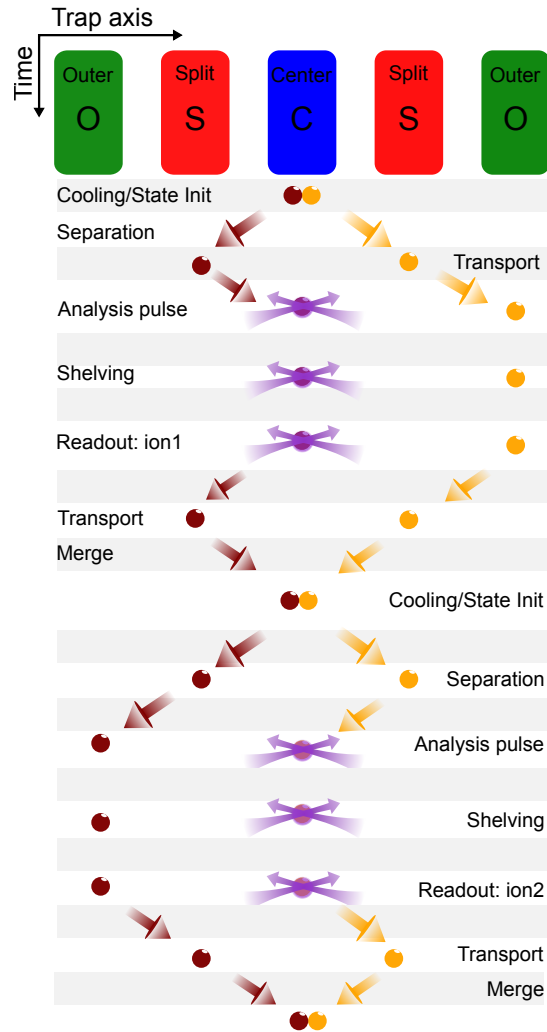 Trap axis
Time
Outer
Split
Center
Split
Outer
O
S
C
S
O
Cooling/State Init
Separation
Transport
Analysis pulse
Shelving
Readout: ion1
Transport
Merge
Cooling/State Init
Separation
Analysis pulse
Shelving
Readout: ion2
Transport
Merge